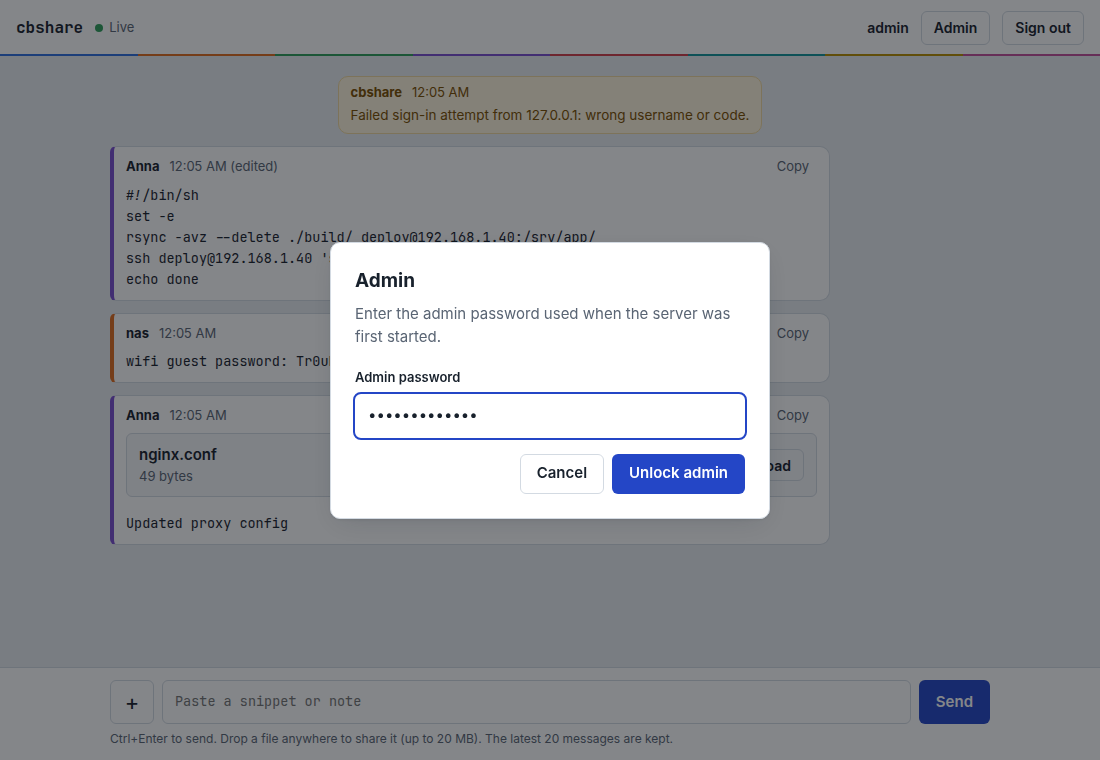 cbshare Live admin Admin Sign out
cbshare 12:05 AM
Failed sign-in attempt from 127.0.0.1: wrong username or code.
Anna 12:05 AM (edited) Copy
#!/bin/sh
set -e
rsync -avz --delete ./build/ deploy@192.168.1.40:/srv/app/
ssh deploy@192.168.1.40 '
echo done
nas 12:05 AM Copy
wifi guest password:
Anna 12:05 AM Copy
nginx.conf
49 bytes
Updated proxy config
Admin
Enter the admin password used when the server was
first started.
Admin password
•••••••••••••
Cancel Unlock admin
+ Paste a snippet or note Send
Ctrl+Enter to send. Drop a file anywhere to share it (up to 20 MB). The latest 20 messages are kept.